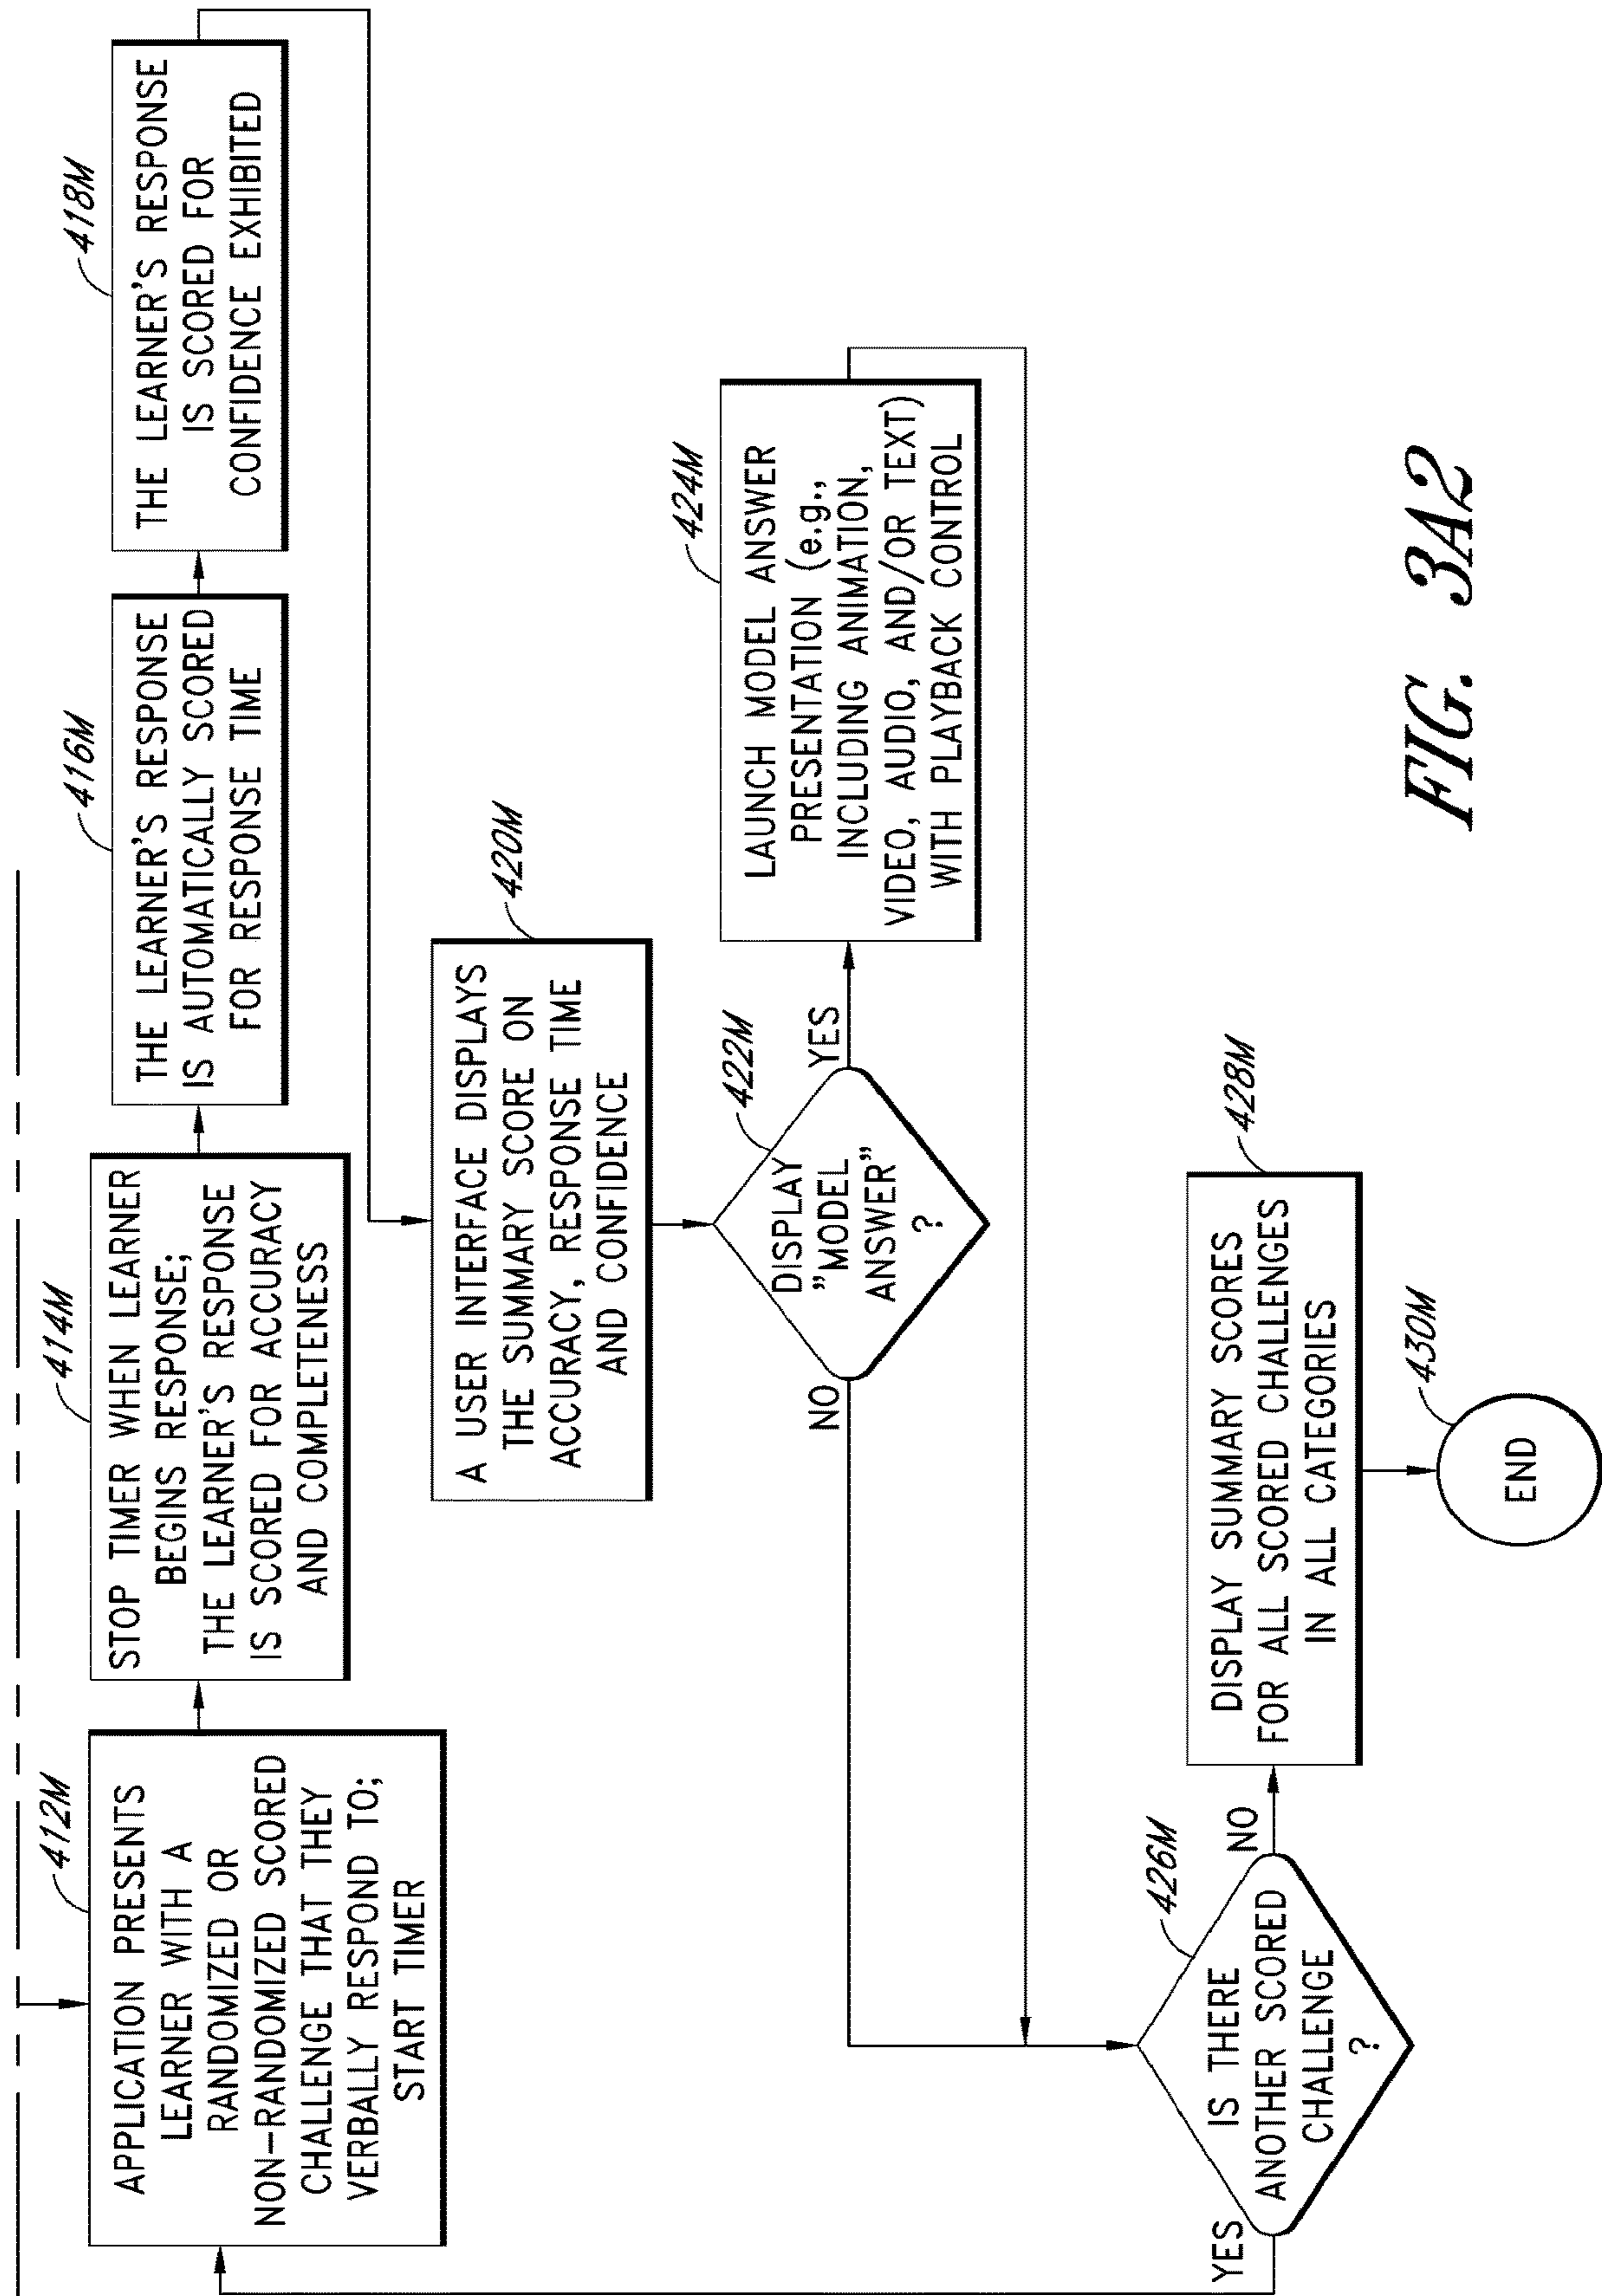 412M
APPLICATION PRESENTS
LEARNER WITH A
RANDOMIZED OR
NON-RANDOMIZED SCORED
CHALLENGE THAT THEY
VERBALLY RESPOND TO;
START TIMER
414M
STOP TIMER WHEN LEARNER
BEGINS RESPONSE;
THE LEARNER'S RESPONSE
IS SCORED FOR ACCURACY
AND COMPLETENESS
416M
THE LEARNER'S RESPONSE
IS AUTOMATICALLY SCORED
FOR RESPONSE TIME
418M
THE LEARNER'S RESPONSE
IS SCORED FOR
CONFIDENCE EXHIBITED
420M
A USER INTERFACE DISPLAYS
THE SUMMARY SCORE ON
ACCURACY, RESPONSE TIME
AND CONFIDENCE
422M
DISPLAY
"MODEL
ANSWER"
?
NO
YES
424M
LAUNCH MODEL ANSWER
PRESENTATION (e.g.,
INCLUDING ANIMATION,
VIDEO, AUDIO, AND/OR TEXT)
WITH PLAYBACK CONTROL
426M
IS THERE
ANOTHER SCORED
CHALLENGE
?
YES
NO
428M
DISPLAY SUMMARY SCORES
FOR ALL SCORED CHALLENGES
IN ALL CATEGORIES
430M
END
FIG. 3A2